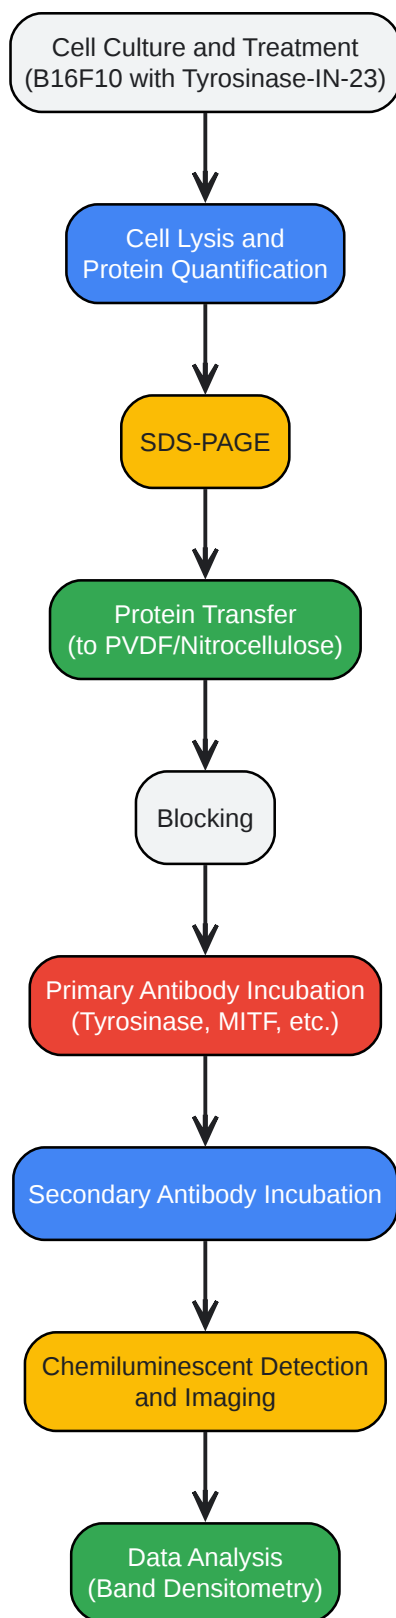 Cell Culture and Treatment
(B16F10 with Tyrosinase-IN-23)
Cell Lysis and
Protein Quantification
SDS-PAGE
Protein Transfer
(to PVDF/Nitrocellulose)
Blocking
Primary Antibody Incubation
(Tyrosinase, MITF, etc.)
Secondary Antibody Incubation
Chemiluminescent Detection
and Imaging
Data Analysis
(Band Densitometry)